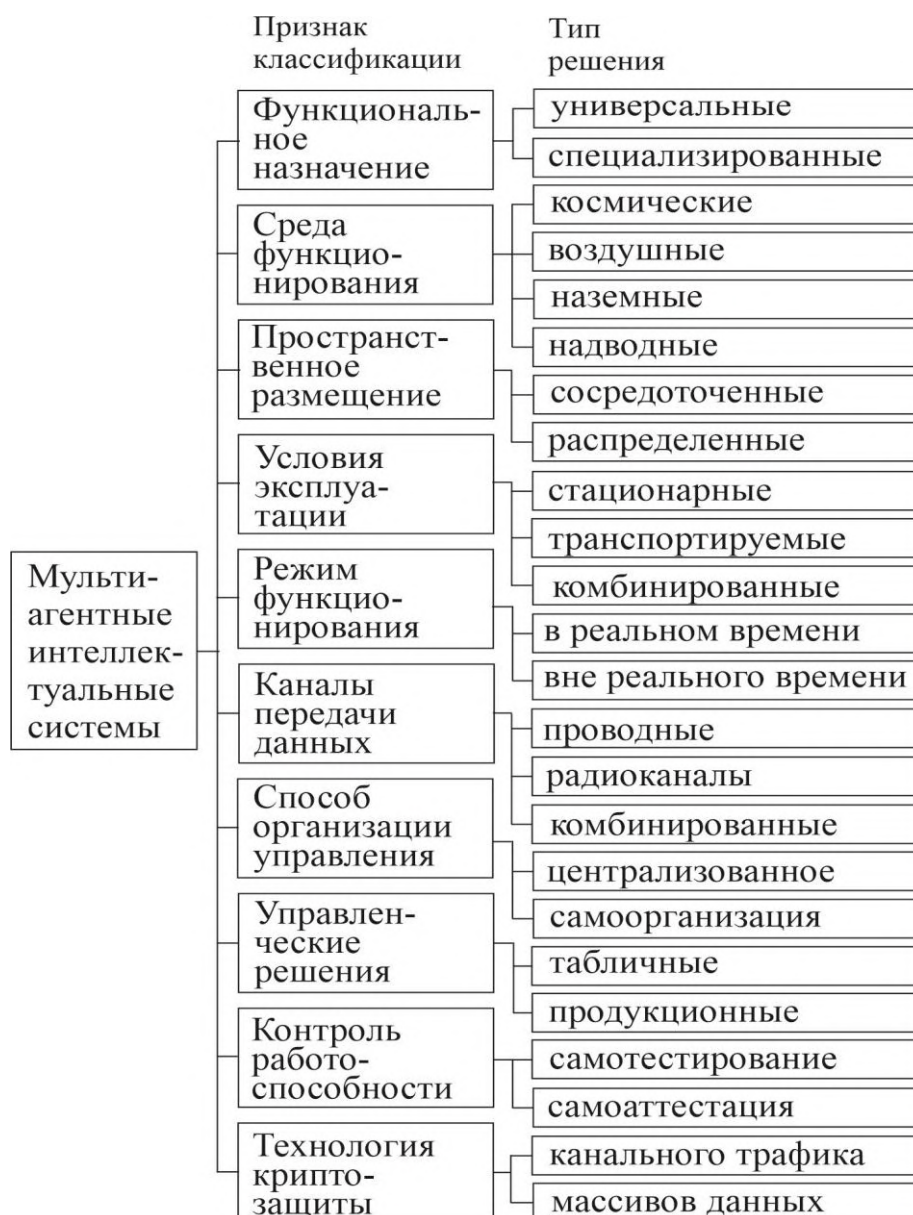 Признак
классификации
Тип
решения
Мульти-
агентные
интеллек-
туальные
системы
Функциональ-
ное
назначение
универсальные
специализированные
Среда
функцио-
нирования
космические
воздушные
наземные
надводные
Пространст-
венное
размещение
сосредоточенные
распределенные
Условия
эксплуа-
тации
стационарные
транспортируемые
комбинированные
Режим
функцио-
нирования
в реальном времени
вне реального времени
Каналы
передачи
данных
проводные
радиоканалы
комбинированные
Способ
организации
управления
централизованное
самоорганизация
Управлен-
ческие
решения
табличные
продукционные
Контроль
работо-
способности
самотестирование
самоаттестация
Технология
крипто-
защиты
канального трафика
массивов данных